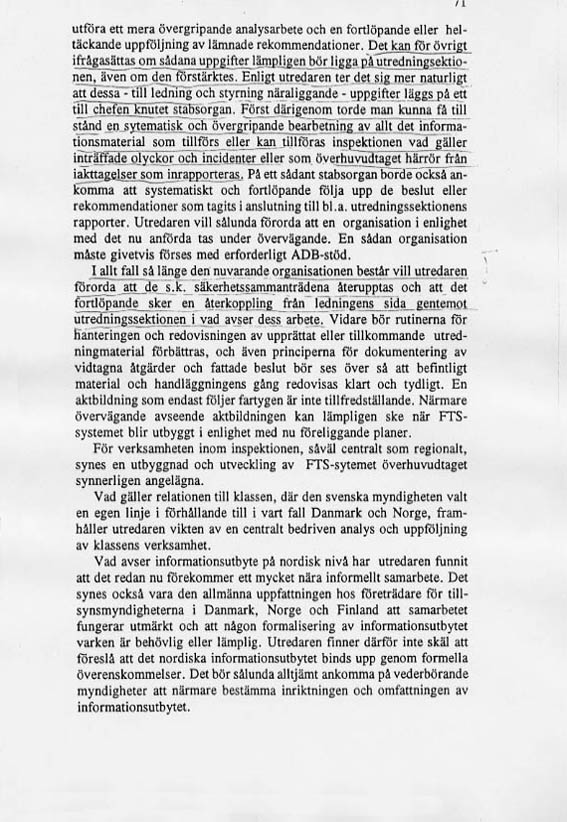 71
utföra ett mera övergripande analysarbete och en fortlöpande eller hel-
täckande uppföljning av lämnade rekommendationer. Det kan för övrigt
ifrågasättas om sådana uppgifter lämpligen bör ligga på utredningsektio-
nen, även om den förstärktes. Enligt utredaren ter det sig mer naturligt
att dessa - till ledning och styrning näraliggande - uppgifter läggs på ett
till chefen knutet stabsorgan. Först därigenom torde man kunna få till
stånd en sytematisk och övergripande bearbetning av allt det informa-
tionsmaterial som tillförs eller kan tillföras inspektionen vad gäller
inträffade olyckor och incidenter eller som överhuvudtaget härrör från
iakttagelser som inrapporteras. På ett sådant stabsorgan borde också an-
komma att systematiskt och fortlöpande följa upp de beslut eller
rekommendationer som tagits i anslutning till bl.a. utredningssektionens
rapporter. Utredaren vill sålunda förorda att en organisation i enlighet
med det nu anförda tas under övervägande. En sådan organisation
måste givetvis förses med erforderligt ADB-stöd.
I allt fall så länge den nuvarande organisationen består vill utredaren
förorda att de s.k. säkerhetssammanträdena återupptas och att det
fortlöpande sker en återkoppling från ledningens sida gentemot
utredningssektionen i vad avser dess arbete. Vidare bör rutinerna för
hanteringen och redovisningen av upprättat eller tillkommande utred-
ningmaterial förbättras, och även principerna för dokumentering av
vidtagna åtgärder och fattade beslut bör ses över så att befintligt
material och handläggningens gång redovisas klart och tydligt. En
aktbildning som endast följer fartygen är inte tillfredställande. Närmare
övervägande avseende aktbildningen kan lämpligen ske när FTS-
systemet blir utbyggt i enlighet med nu föreliggande planer.
För verksamheten inom inspektionen, såväl centralt som regionalt,
synes en utbyggnad och utveckling av FTS-sytemet överhuvudtaget
synnerligen angelägna.
Vad gäller relationen till klassen, där den svenska myndigheten valt
en egen linje i förhållande till i vart fall Danmark och Norge, fram-
håller utredaren vikten av en centralt bedriven analys och uppföljning
av klassens verksamhet.
Vad avser informationsutbyte på nordisk nivå har utredaren funnit
att det redan nu förekommer ett mycket nära informellt samarbete. Det
synes också vara den allmänna uppfattningen hos företrädare för till-
synsmyndigheterna i Danmark, Norge och Finland att samarbetet
fungerar utmärkt och att någon formalisering av informationsutbytet
varken är behövlig eller lämplig. Utredaren finner därför inte skäl att
föreslå att det nordiska informationsutbytet binds upp genom formella
överenskommelser. Det bör sålunda alltjämt ankomma på vederbörande
myndigheter att närmare bestämma inriktningen och omfattningen av
informationsutbytet.